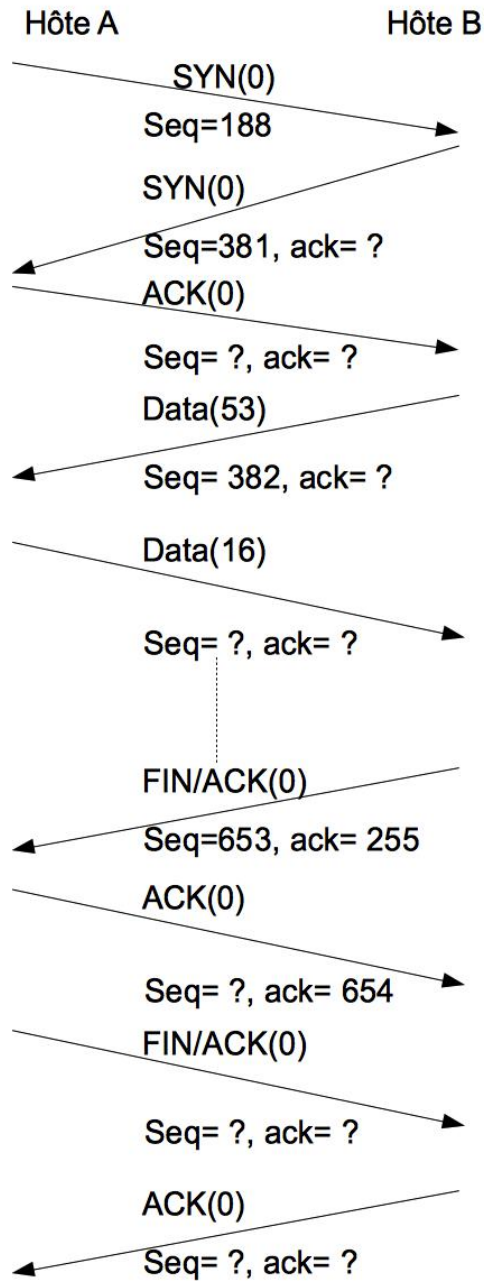 Hôte A Hôte B
SYN(0)
Seq=188
SYN(0)
Seq=381, ack= ?
ACK(0)
Seq= ?, ack= ?
Data(53)
Seq= 382, ack= ?
Data(16)
Seq= ?, ack= ?
FIN/ACK(0)
Seq=653, ack= 255
ACK(0)
Seq= ?, ack= 654
FIN/ACK(0)
Seq= ?, ack= ?
ACK(0)
Seq= ?, ack= ?